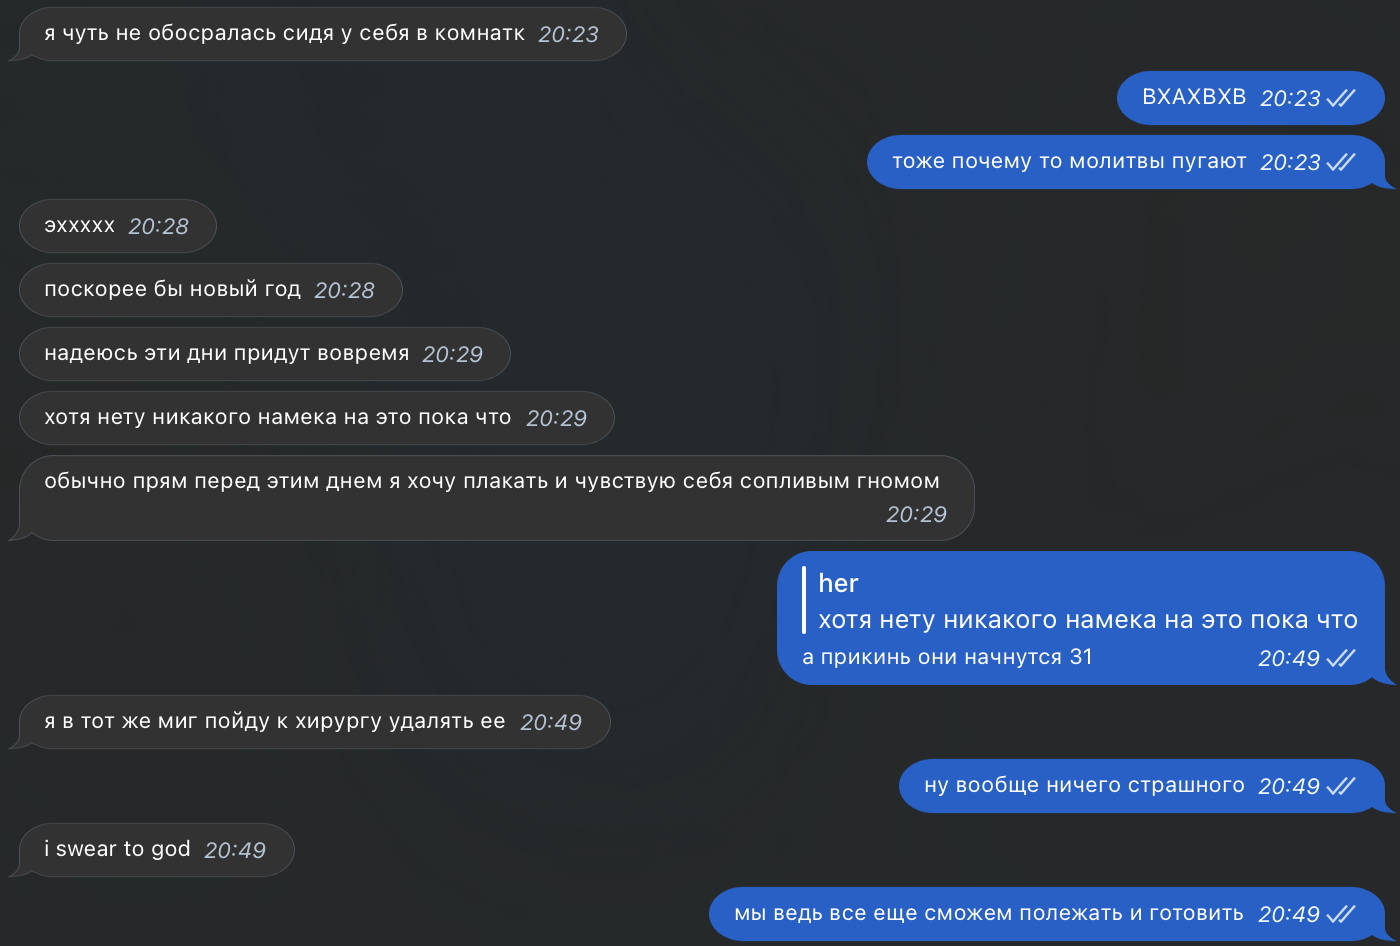 я чуть не обосралась сидя у себя в комнатк 20:23
ВХАХВХВ 20:23
тоже почему то молитвы пугают 20:23
эххххх 20:28
поскорее бы новый год 20:28
надеюсь эти дни придут вовремя 20:29
хотя нету никакого намека на это пока что 20:29
обычно прям перед этим днем я хочу плакать и чувствую себя сопливым гномом
20:29
her
хотя нету никакого намека на это пока что
а прикинь они начнутся 31 20:49
я в тот же миг пойду к хирургу удалять ее 20:49
ну вообще ничего страшного 20:49
i swear to god 20:49
мы ведь все еще сможем полежать и готовить 20:49